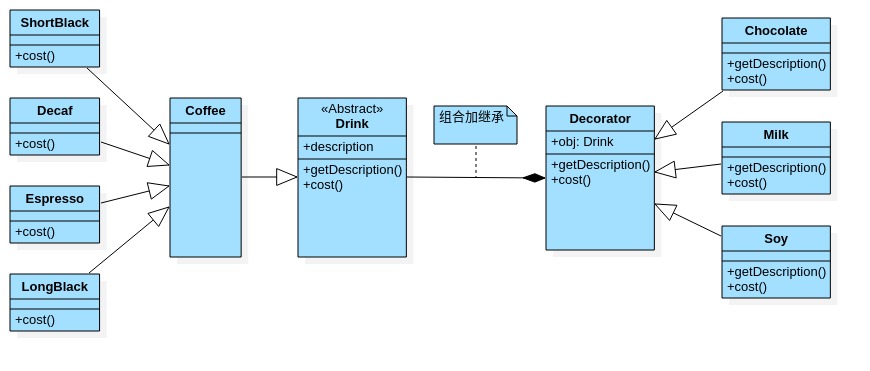 ShortBlack
+cost()
Decaf
+cost()
Espresso
+cost()
LongBlack
+cost()
Coffee
«Abstract»
Drink
+description
+getDescription()
+cost()
组合加继承
Decorator
+obj: Drink
+getDescription()
+cost()
Chocolate
+getDescription()
+cost()
Milk
+getDescription()
+cost()
Soy
+getDescription()
+cost()